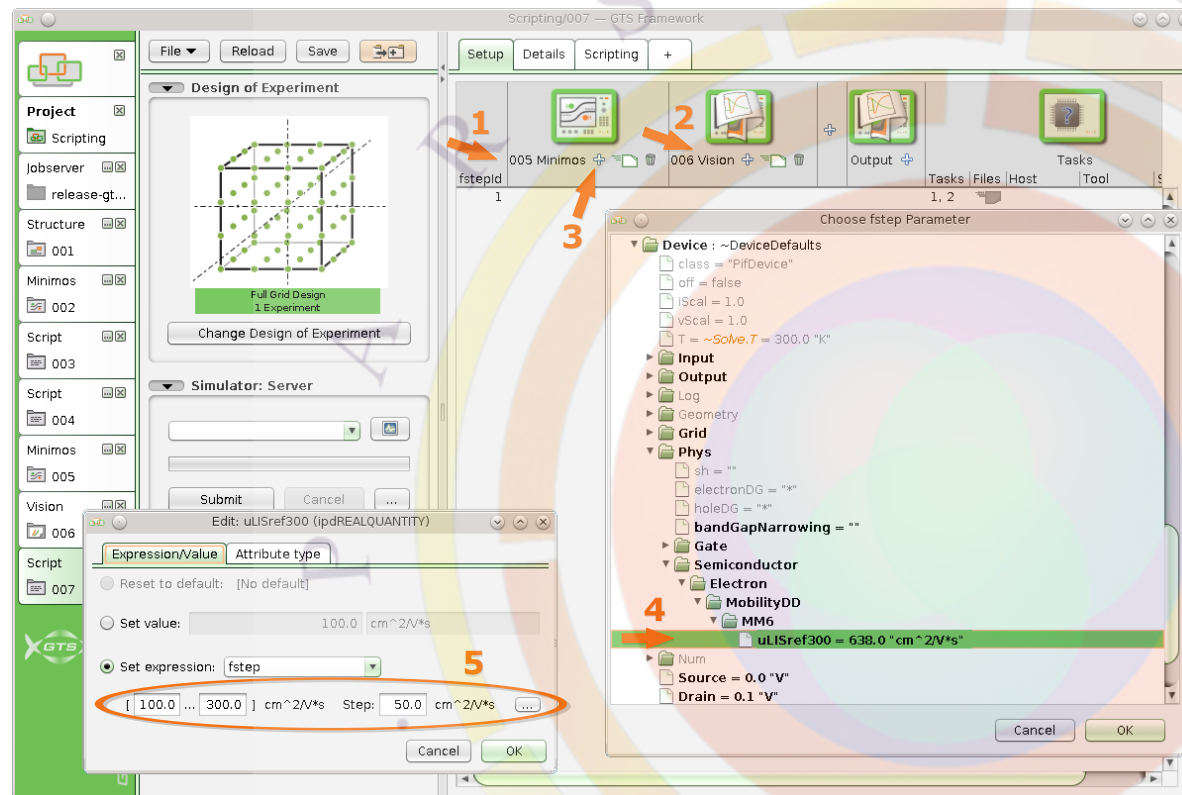 Scripting/007 — GTS Framework
Project
Scripting
Jobserver
release-gt...
Structure
001
Minimos
002
Script
003
Script
004
Minimos
005
Vision
006
Script
007
GTS
File
Reload
Save
Design of Experiment
Full Grid Design
1 Experiment
Change Design of Experiment
Simulator: Server
Submit
Cancel
...
Setup
Details
Scripting
+
1
2
3
005 Minimos
006 Vision
Output
Tasks
fstepId
Tasks
Files
Host
Tool
1
1, 2
Choose fstep Parameter
Device : ~DeviceDefaults
class = "PifDevice"
off = false
iScal = 1.0
vScal = 1.0
T = ~Solve.T = 300.0 "K"
Input
Output
Log
Geometry
Grid
Phys
sh = ""
electronDG = "*"
holeDG = "*"
bandGapNarrowing = ""
Gate
Semiconductor
Electron
MobilityDD
MM6
4
uLISref300 = 638.0 "cm^2/V*s"
Num
Source = 0.0 "V"
Drain = 0.1 "V"
Cancel
OK
Edit: uLISref300 (ipdREALQUANTITY)
Expression/Value
Attribute type
Reset to default: [No default]
Set value: 100.0 cm^2/V*s
Set expression: fstep
5
[ 100.0 ... 300.0 ] cm^2/V*s Step: 50.0 cm^2/V*s ...
Cancel
OK